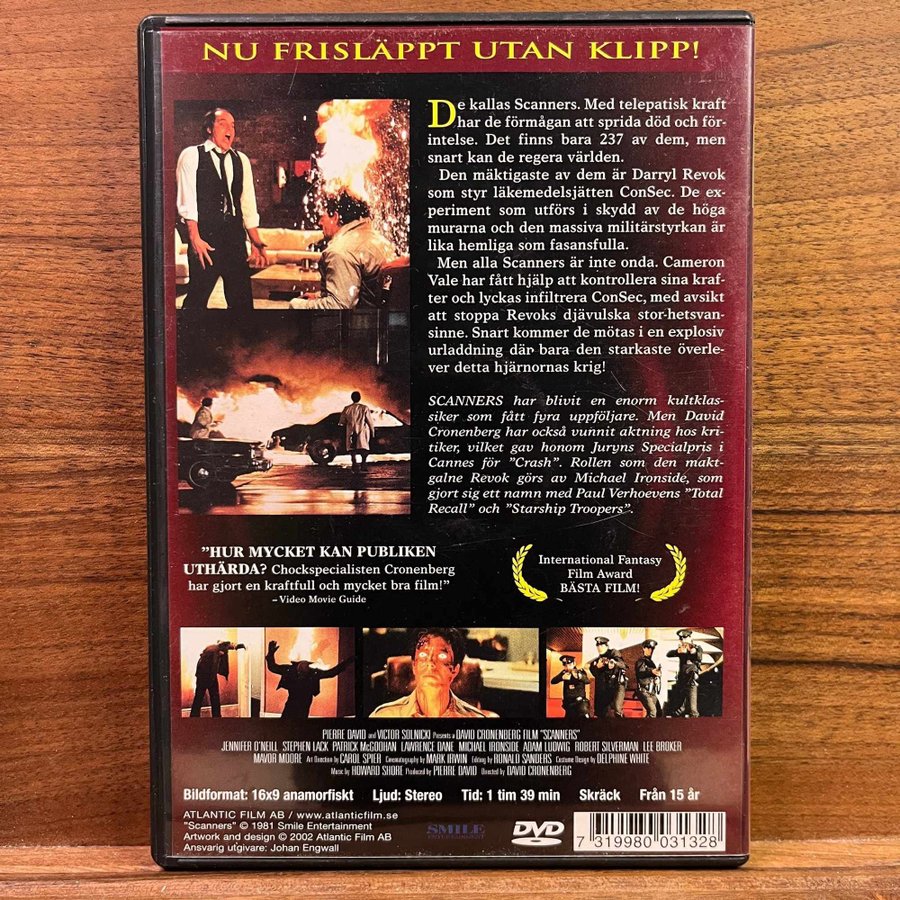 NU FRISLÄPPT UTAN KLIPP!
De kallas Scanners. Med telepatisk kraft
har de förmågan att sprida död och för-
intelse. Det finns bara 237 av dem, men
snart kan de regera världen.
Den mäktigaste av dem är Darryl Revok
som styr läkemedelsjätten ConSec. De ex-
periment som utförs i skydd av de höga
murarna och den massiva militärstyrkan är
lika hemliga som fasansfulla.
Men alla Scanners är inte onda. Cameron
Vale har fått hjälp att kontrollera sina kraf-
ter och lyckas infiltrera ConSec, med avsikt
att stoppa Revoks djävulska stor-hetsvan-
sinne. Snart kommer de mötas i en explosiv
urladdning där bara den starkaste överle-
ver detta hjärnornas krig!
SCANNERS har blivit en enorm kultklas-
siker som fått fyra uppföljare. Men David
Cronenberg har också vunnit aktning hos kri-
tiker, vilket gav honom Juryns Specialpris i
Cannes för ”Crash”. Rollen som den makt-
galne Revok görs av Michael Ironside, som
gjort sig ett namn med Paul Verhoevens ”Total
Recall” och ”Starship Troopers”.
”HUR MYCKET KAN PUBLIKEN
UTHÄRDA? Chockspecialisten Cronenberg
har gjort en kraftfull och mycket bra film!”
– Video Movie Guide
International Fantasy
Film Award
BÄSTA FILM!
PIERRE DAVID and VICTOR SOLNICKI Presents a DAVID CRONENBERG FILM "SCANNERS"
JENNIFER O'NEILL STEPHEN LACK PATRICK McGOOHAN LAWRENCE DANE MICHAEL IRONSIDE ADAM LUDWIG ROBERT SILVERMAN LEE BROKER
MAVOR MOORE Art Direction by CAROL SPIER Cinematography by MARK IRWIN Editing by RONALD SANDERS Costume Design by DELPHINE WHITE
Music by HOWARD SHORE Produced by PIERRE DAVID Directed by DAVID CRONENBERG
Bildformat: 16x9 anamorfiskt Ljud: Stereo Tid: 1 tim 39 min Skräck Från 15 år
ATLANTIC FILM AB / www.atlanticfilm.se
"Scanners" © 1981 Smile Entertainment
Artwork and design © 2002 Atlantic Film AB
Ansvarig utgivare: Johan Engwall
SMILE
ENTERTAINMENT
DVD
7 319980 031328